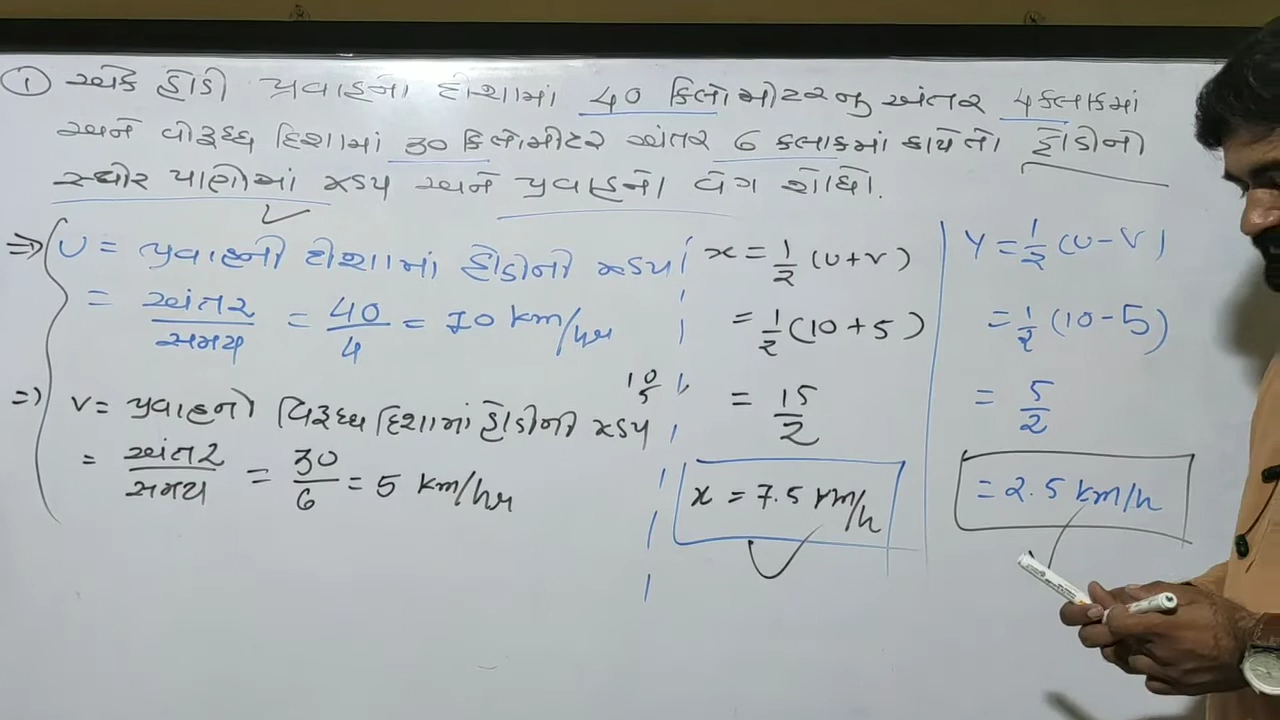 ① એક હોડી પ્રવાહની દીશામાં 40 કિલોમીટરનુ અંતર 4 કલાકમાં
અને વીરૂધ્ધ દિશામાં 30 કિલોમીટર અંતર 6 કલાકમાં કાપેતો હોડીની
સ્થીર પાણીમાં ઝડપ અને પ્રવાહનો વેગ શોધો.
⇒ U = પ્રવાહની દીશામાં હોડીની ઝડપ
= અંતર / સમય = 40/4 = 10 km/hr
⇒ V = પ્રવાહની વિરૂધ્ધ દિશામાં હોડીની ઝડપ
= અંતર / સમય = 30/6 = 5 km/hr
10
5
x = 1/2 (U+V)
= 1/2 (10+5)
= 15/2
x = 7.5 km/h
Y = 1/2 (U-V)
= 1/2 (10-5)
= 5/2
= 2.5 km/h